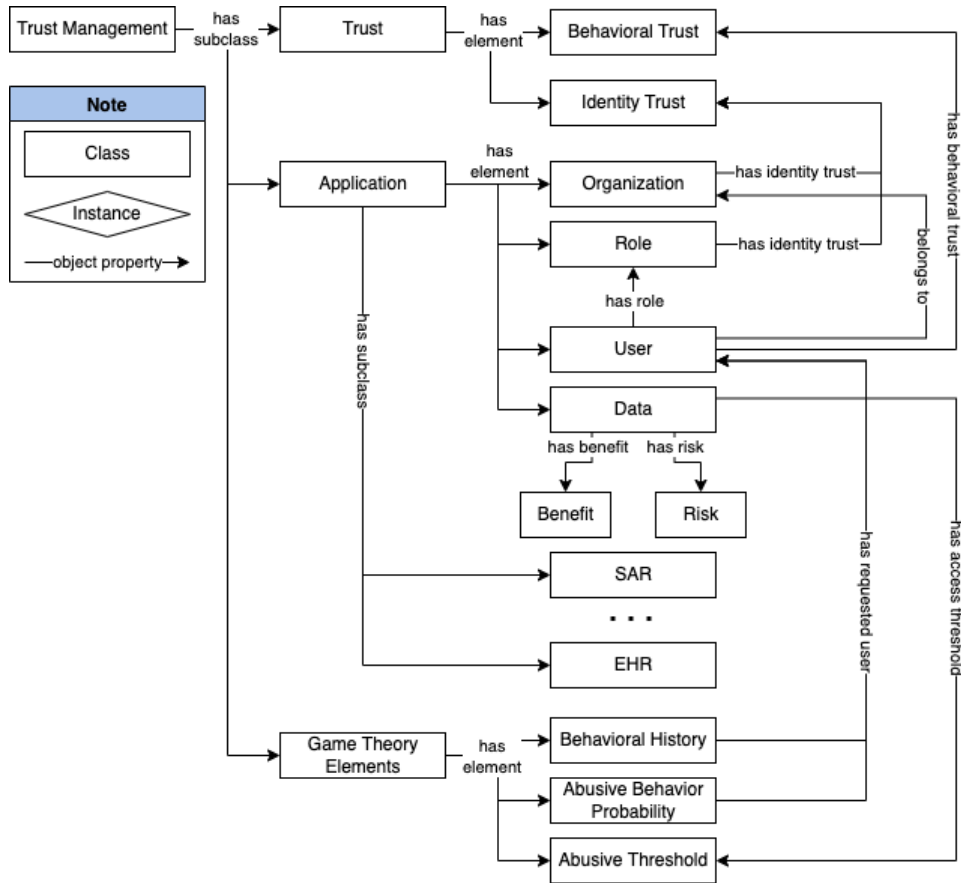 Trust Management
has
subclass
Trust
has
element
Behavioral Trust
Identity Trust
Note
Class
Instance
object property
Application
has
element
Organization
has identity trust
Role
has identity trust
has role
User
belongs to
has behavioral trust
Data
has benefit
has risk
Benefit
Risk
has subclass
SAR
. . .
EHR
has requested user
has access threshold
Game Theory
Elements
has
element
Behavioral History
Abusive Behavior
Probability
Abusive Threshold